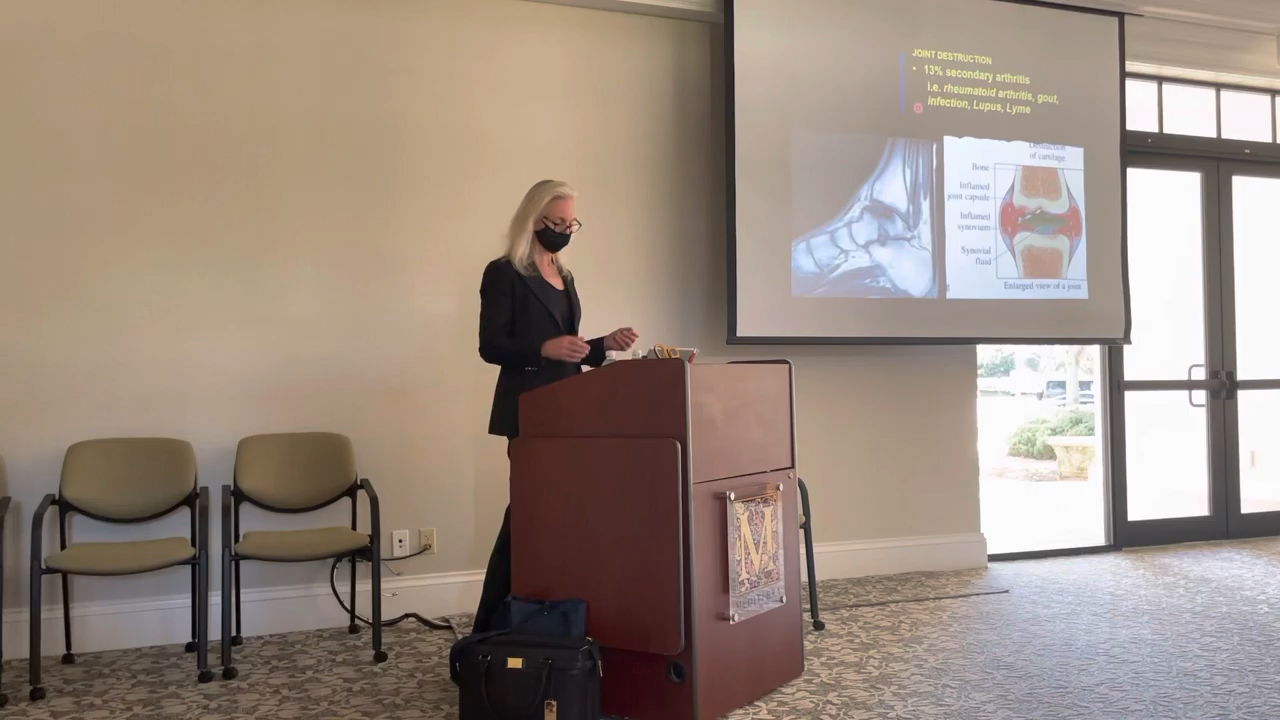 JOINT DESTRUCTION
• 13% secondary arthritis
I.e. rheumatoid arthritis, gout,
infection, Lupus, Lyme
Destruction
of cartilage
Bone
Inflamed
joint capsule
Inflamed
synovium
Synovial
fluid
Enlarged view of a joint
M